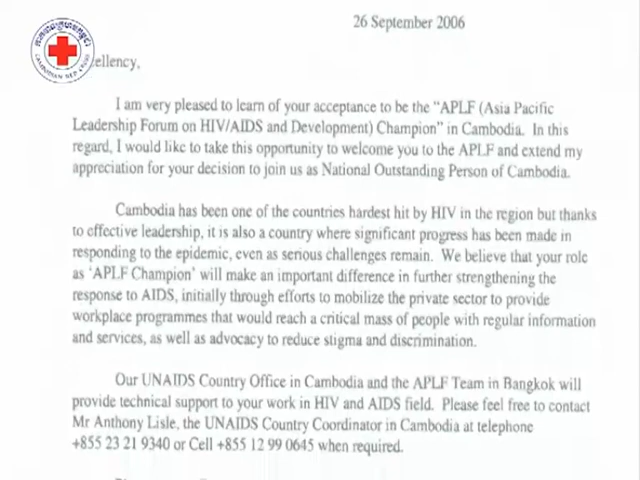 26 September 2006
ellency,
I am very pleased to learn of your acceptance to be the "APLF (Asia Pacific
Leadership Forum on HIV/AIDS and Development) Champion" in Cambodia. In this
regard, I would like to take this opportunity to welcome you to the APLF and extend my
appreciation for your decision to join us as National Outstanding Person of Cambodia.
Cambodia has been one of the countries hardest hit by HIV in the region but thanks
to effective leadership, it is also a country where significant progress has been made in
responding to the epidemic, even as serious challenges remain. We believe that your role
as 'APLF Champion' will make an important difference in further strengthening the
response to AIDS, initially through efforts to mobilize the private sector to provide
workplace programmes that would reach a critical mass of people with regular information
and services, as well as advocacy to reduce stigma and discrimination.
Our UNAIDS Country Office in Cambodia and the APLF Team in Bangkok will
provide technical support to your work in HIV and AIDS field. Please feel free to contact
Mr Anthony Lisle, the UNAIDS Country Coordinator in Cambodia at telephone
+855 23 21 9340 or Cell +855 12 99 0645 when required.